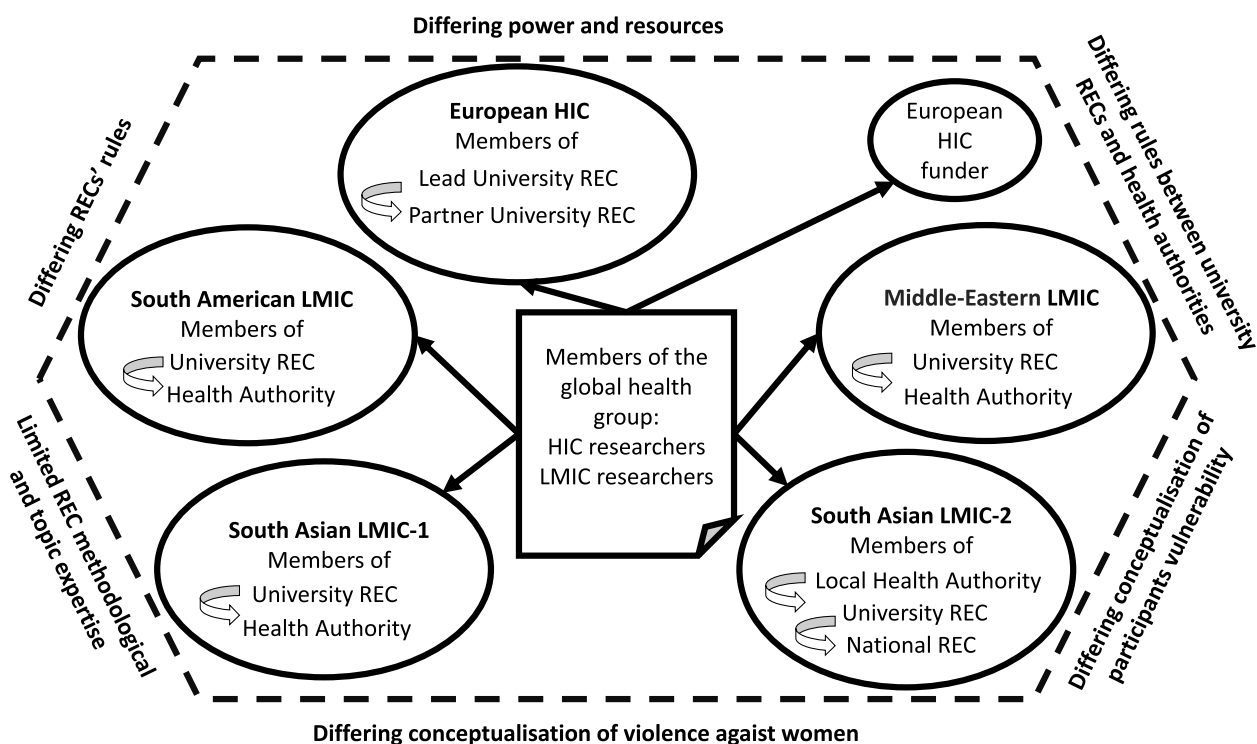 Differing power and resources
Differing RECs' rules
Differing rules between university
RECs and health authorities
European HIC
Members of
Lead University REC
Partner University REC
European
HIC
funder
South American LMIC
Members of
University REC
Health Authority
Members of the
global health
group:
HIC researchers
LMIC researchers
Middle-Eastern LMIC
Members of
University REC
Health Authority
Limited REC methodological
and topic expertise
South Asian LMIC-1
Members of
University REC
Health Authority
South Asian LMIC-2
Members of
Local Health Authority
University REC
National REC
Differing conceptualisation of
participants vulnerability
Differing conceptualisation of violence agaist women